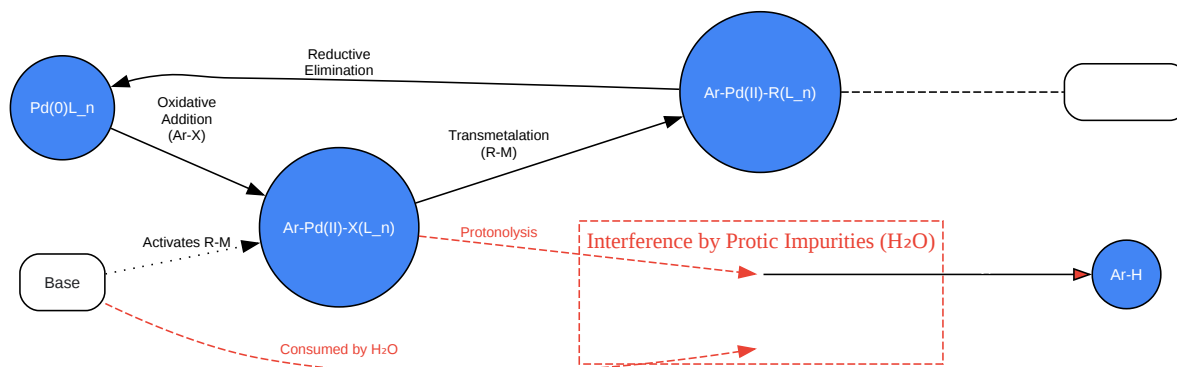 Reductive
Elimination
Pd(0)L_n
Oxidative
Addition
(Ar-X)
Ar-Pd(II)-R(L_n)
Transmetalation
(R-M)
Ar-Pd(II)-X(L_n)
Activates R-M
Protonolysis
Interference by Protic Impurities (H₂O)
Base
Ar-H
Consumed by H₂O